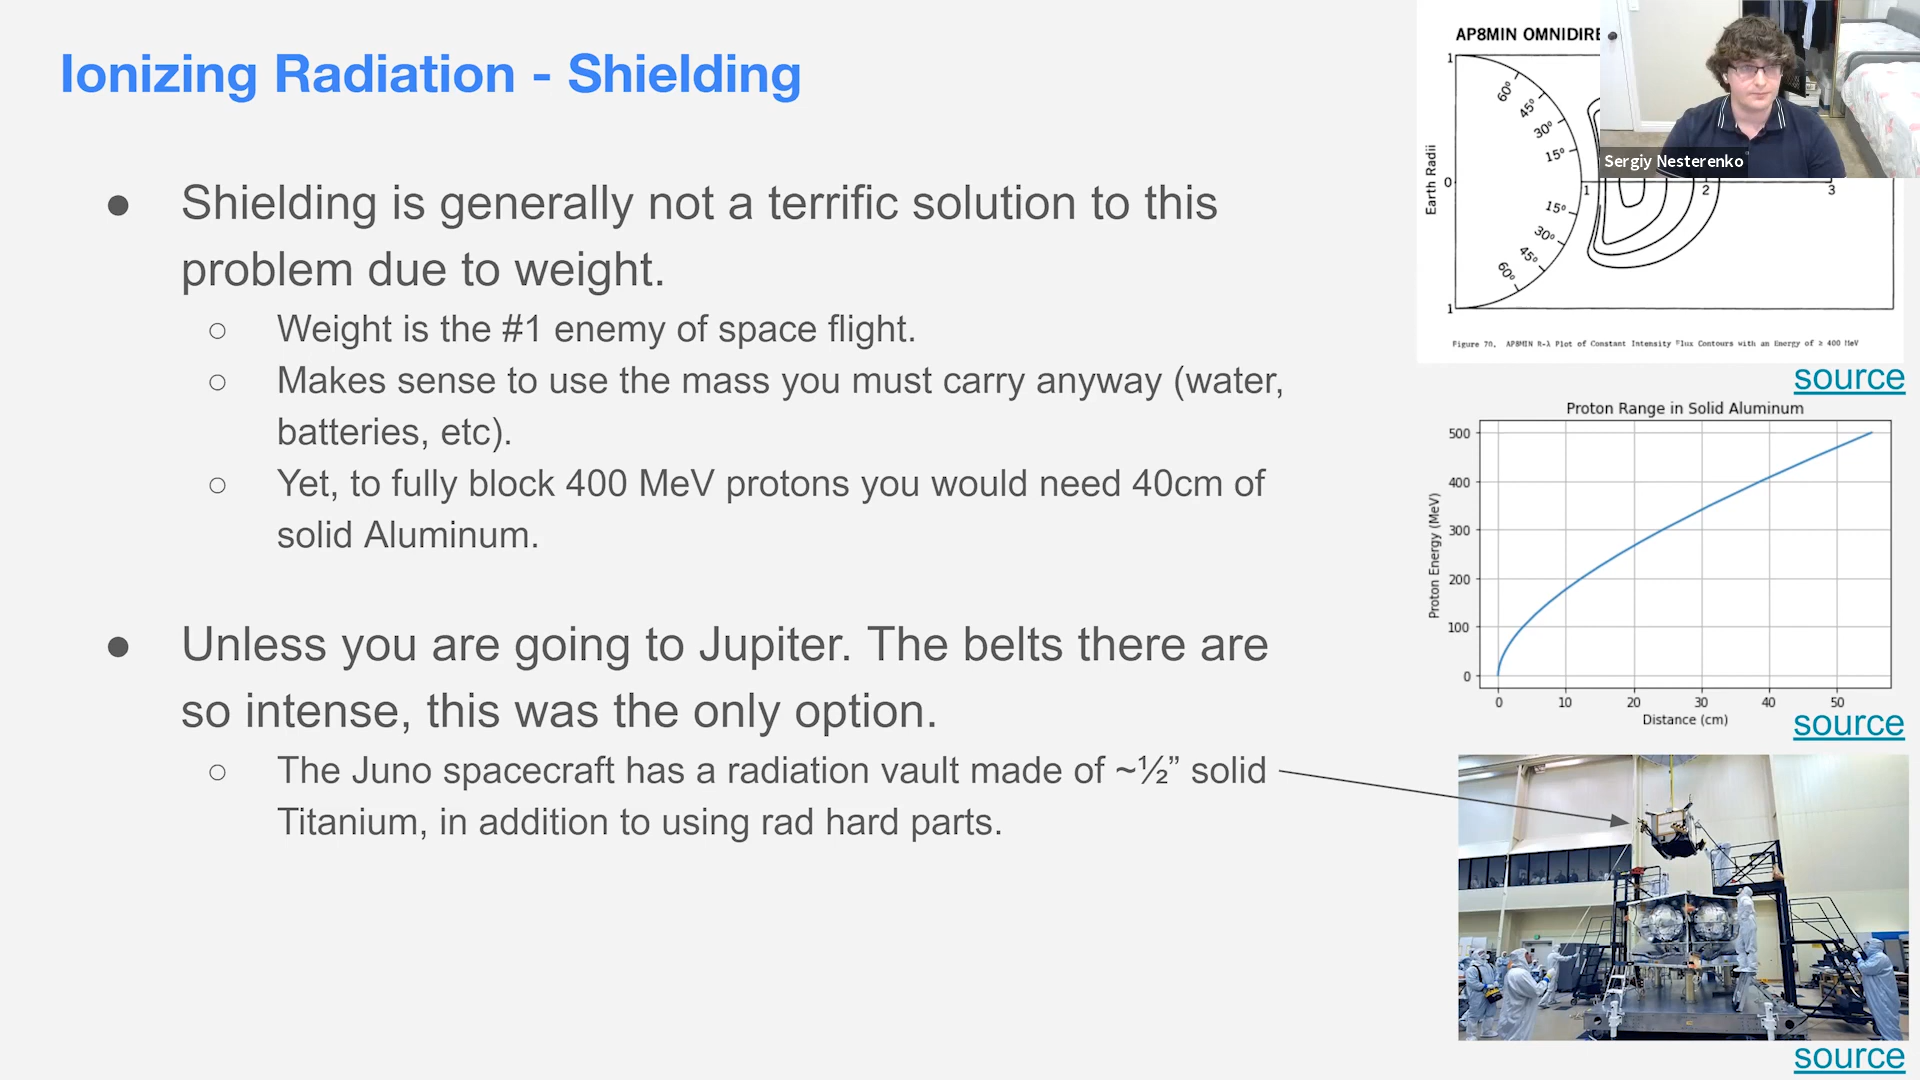 Ionizing Radiation - Shielding
● Shielding is generally not a terrific solution to this
problem due to weight.
○ Weight is the #1 enemy of space flight.
○ Makes sense to use the mass you must carry anyway (water,
batteries, etc).
○ Yet, to fully block 400 MeV protons you would need 40cm of
solid Aluminum.
● Unless you are going to Jupiter. The belts there are
so intense, this was the only option.
○ The Juno spacecraft has a radiation vault made of ~½” solid
Titanium, in addition to using rad hard parts.
AP8MIN OMNIDIRE
Sergiy Nesterenko
Earth Radii
1
0
1
60°
45°
30°
15°
15°
30°
45°
60°
1 2 3
Figure 70. AP8MIN R-λ Plot of Constant Intensity Flux Contours with an Energy of ≥ 400 MeV
source
Proton Range in Solid Aluminum
Proton Energy (MeV)
500
400
300
200
100
0
0 10 20 30 40 50
Distance (cm)
source
source